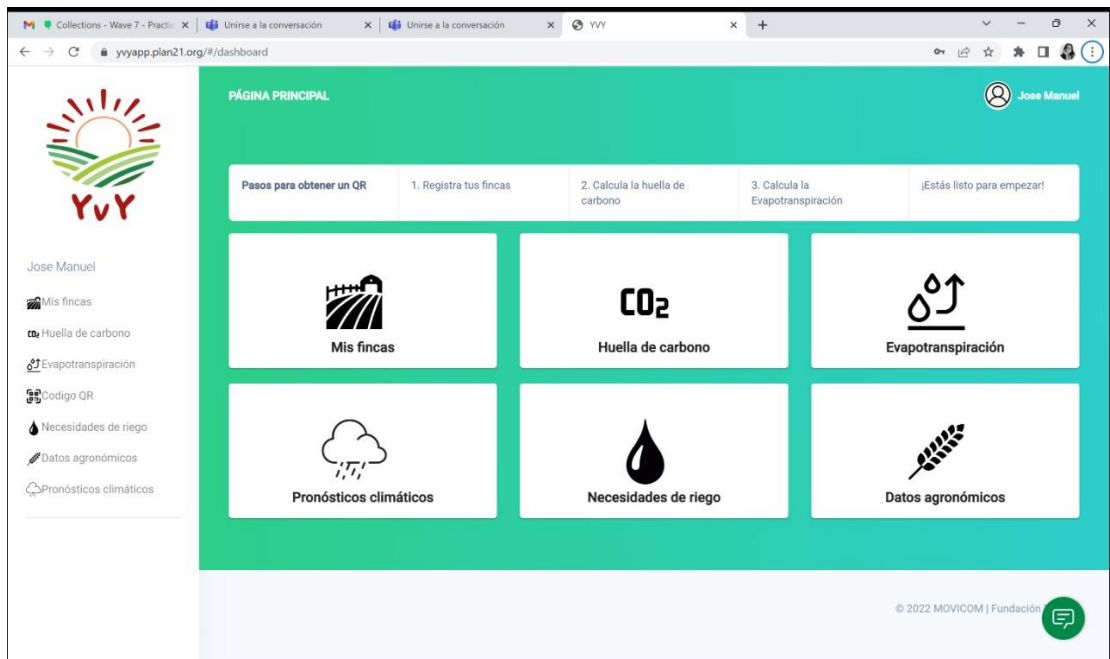 Collections - Wave 7 - Practic
Unirse a la conversación
Unirse a la conversación
YVY
yvyapp.plan21.org/#/dashboard
YvY
PÁGINA PRINCIPAL
Jose Manuel
Pasos para obtener un QR
1. Registra tus fincas
2. Calcula la huella de
carbono
3. Calcula la
Evapotranspiración
¡Estás listo para empezar!
Jose Manuel
Mis fincas
CO2 Huella de carbono
Evapotranspiración
Codigo QR
Necesidades de riego
Datos agronómicos
Pronósticos climáticos
Mis fincas
CO2
Huella de carbono
Evapotranspiración
Pronósticos climáticos
Necesidades de riego
Datos agronómicos
© 2022 MOVICOM | Fundación